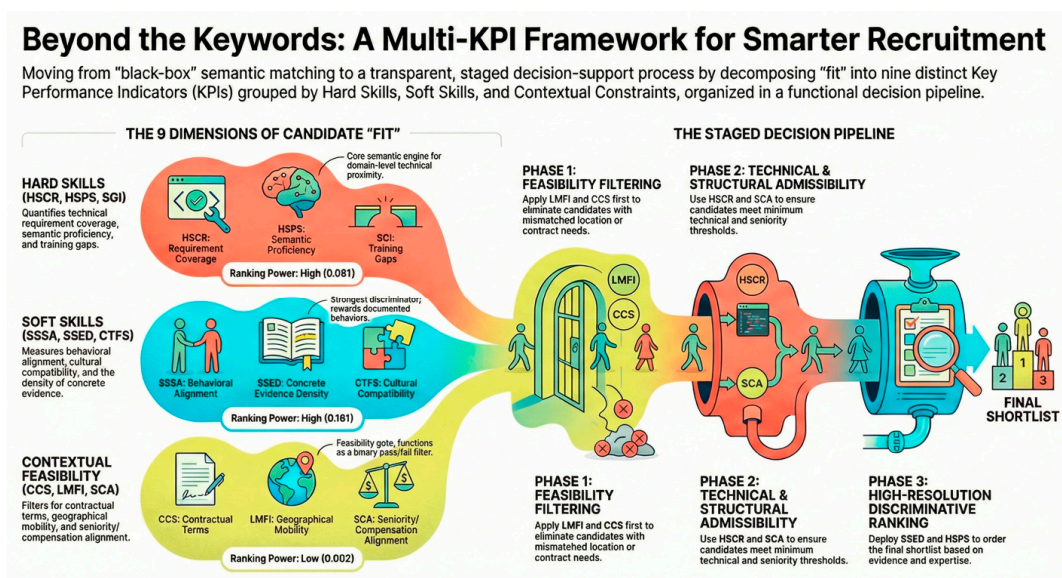 Beyond the Keywords: A Multi-KPI Framework for Smarter Recruitment
Moving from "black-box" semantic matching to a transparent, staged decision-support process by decomposing "fit" into nine distinct Key
Performance Indicators (KPIs) grouped by Hard Skills, Soft Skills, and Contextual Constraints, organized in a functional decision pipeline.
THE 9 DIMENSIONS OF CANDIDATE "FIT"
HARD SKILLS
(HSCR, HSPS, SGI)
Quantifies technical
requirement coverage,
semantic proficiency,
and training gaps.
Core semantic engine for
domain-level technical
proximity.
HSCR:
Requirement
Coverage
HSPS:
Semantic
Proficiency
SCI:
Training
Gaps
Ranking Power: High (0.081)
SOFT SKILLS
(SSSA, SSED, CTFS)
Measures behavioral
alignment, cultural
compatibility, and the
density of concrete
evidence.
Strongest discriminator;
rewards documented
behaviors.
SSSA: Behavioral
Alignment
SSED: Concrete
Evidence Density
CTFS: Cultural
Compatibility
Ranking Power: High (0.161)
CONTEXTUAL
FEASIBILITY
(CCS, LMFI, SCA)
Filters for contractual
terms, geographical
mobility, and seniority/
compensation alignment.
Feasibility gote, functions
as a bmary pass/fail filter.
CCS: Contractual
Terms
LMFI: Geographical
Mobility
SCA: Seniority/
Compensation
Alignment
Ranking Power: Low (0.002)
THE STAGED DECISION PIPELINE
PHASE 1:
FEASIBILITY FILTERING
Apply LMFI and CCS first to
eliminate candidates with
mismatched location or
contract needs.
PHASE 2: TECHNICAL &
STRUCTURAL ADMISSIBILITY
Use HSCR and SCA to ensure
candidates meet minimum
technical and seniority
thresholds.
LMFI
CCS
HSCR
SCA
2
1
3
FINAL
SHORTLIST
PHASE 1:
FEASIBILITY
FILTERING
Apply LMFI and CCS first to
eliminate candidates with
mismatehed location or
contract needs.
PHASE 2:
TECHNICAL &
STRUCTURAL
ADMISSIBILITY
Use HSCR and SCA to ensure
candidates meet minimum
technical and seniority thresholds.
PHASE 3:
HIGH-RESOLUTION
DISCRIMINATIVE
RANKING
Deploy SSED and HSPS to order
the final shortlist based on
evidence and expertise.